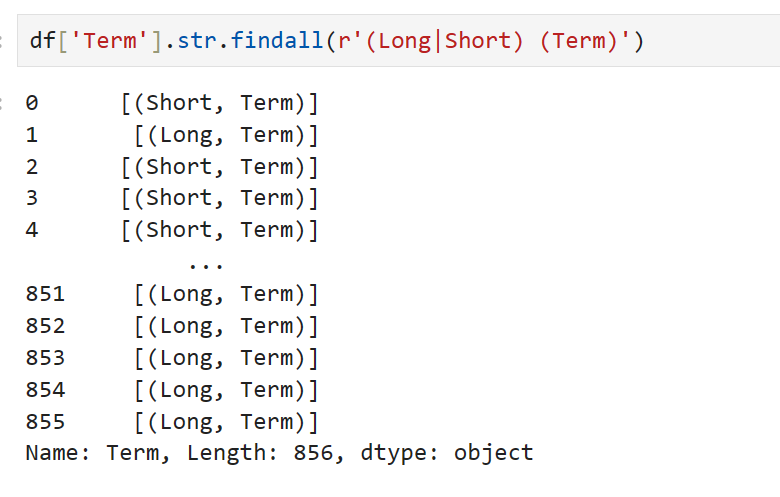 df['Term'].str.findall(r'(Long|Short) (Term)')
0 [(Short, Term)]
1 [(Long, Term)]
2 [(Short, Term)]
3 [(Short, Term)]
4 [(Short, Term)]
...
851 [(Long, Term)]
852 [(Long, Term)]
853 [(Long, Term)]
854 [(Long, Term)]
855 [(Long, Term)]
Name: Term, Length: 856, dtype: object